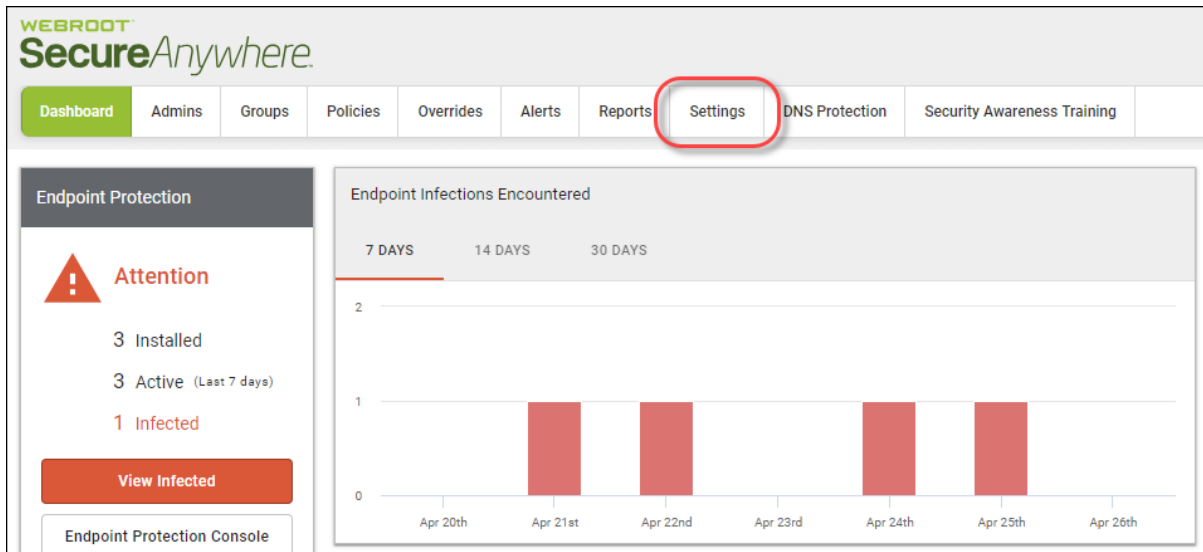 WEBROOT
SecureAnywhere.
Dashboard Admins Groups Policies Overrides Alerts Reports Settings DNS Protection Security Awareness Training
Endpoint Protection
Attention
3 Installed
3 Active (Last 7 days)
1 Infected
View Infected
Endpoint Protection Console
Endpoint Infections Encountered
7 DAYS 14 DAYS 30 DAYS
2
1
0
Apr 20th Apr 21st Apr 22nd Apr 23rd Apr 24th Apr 25th Apr 26th